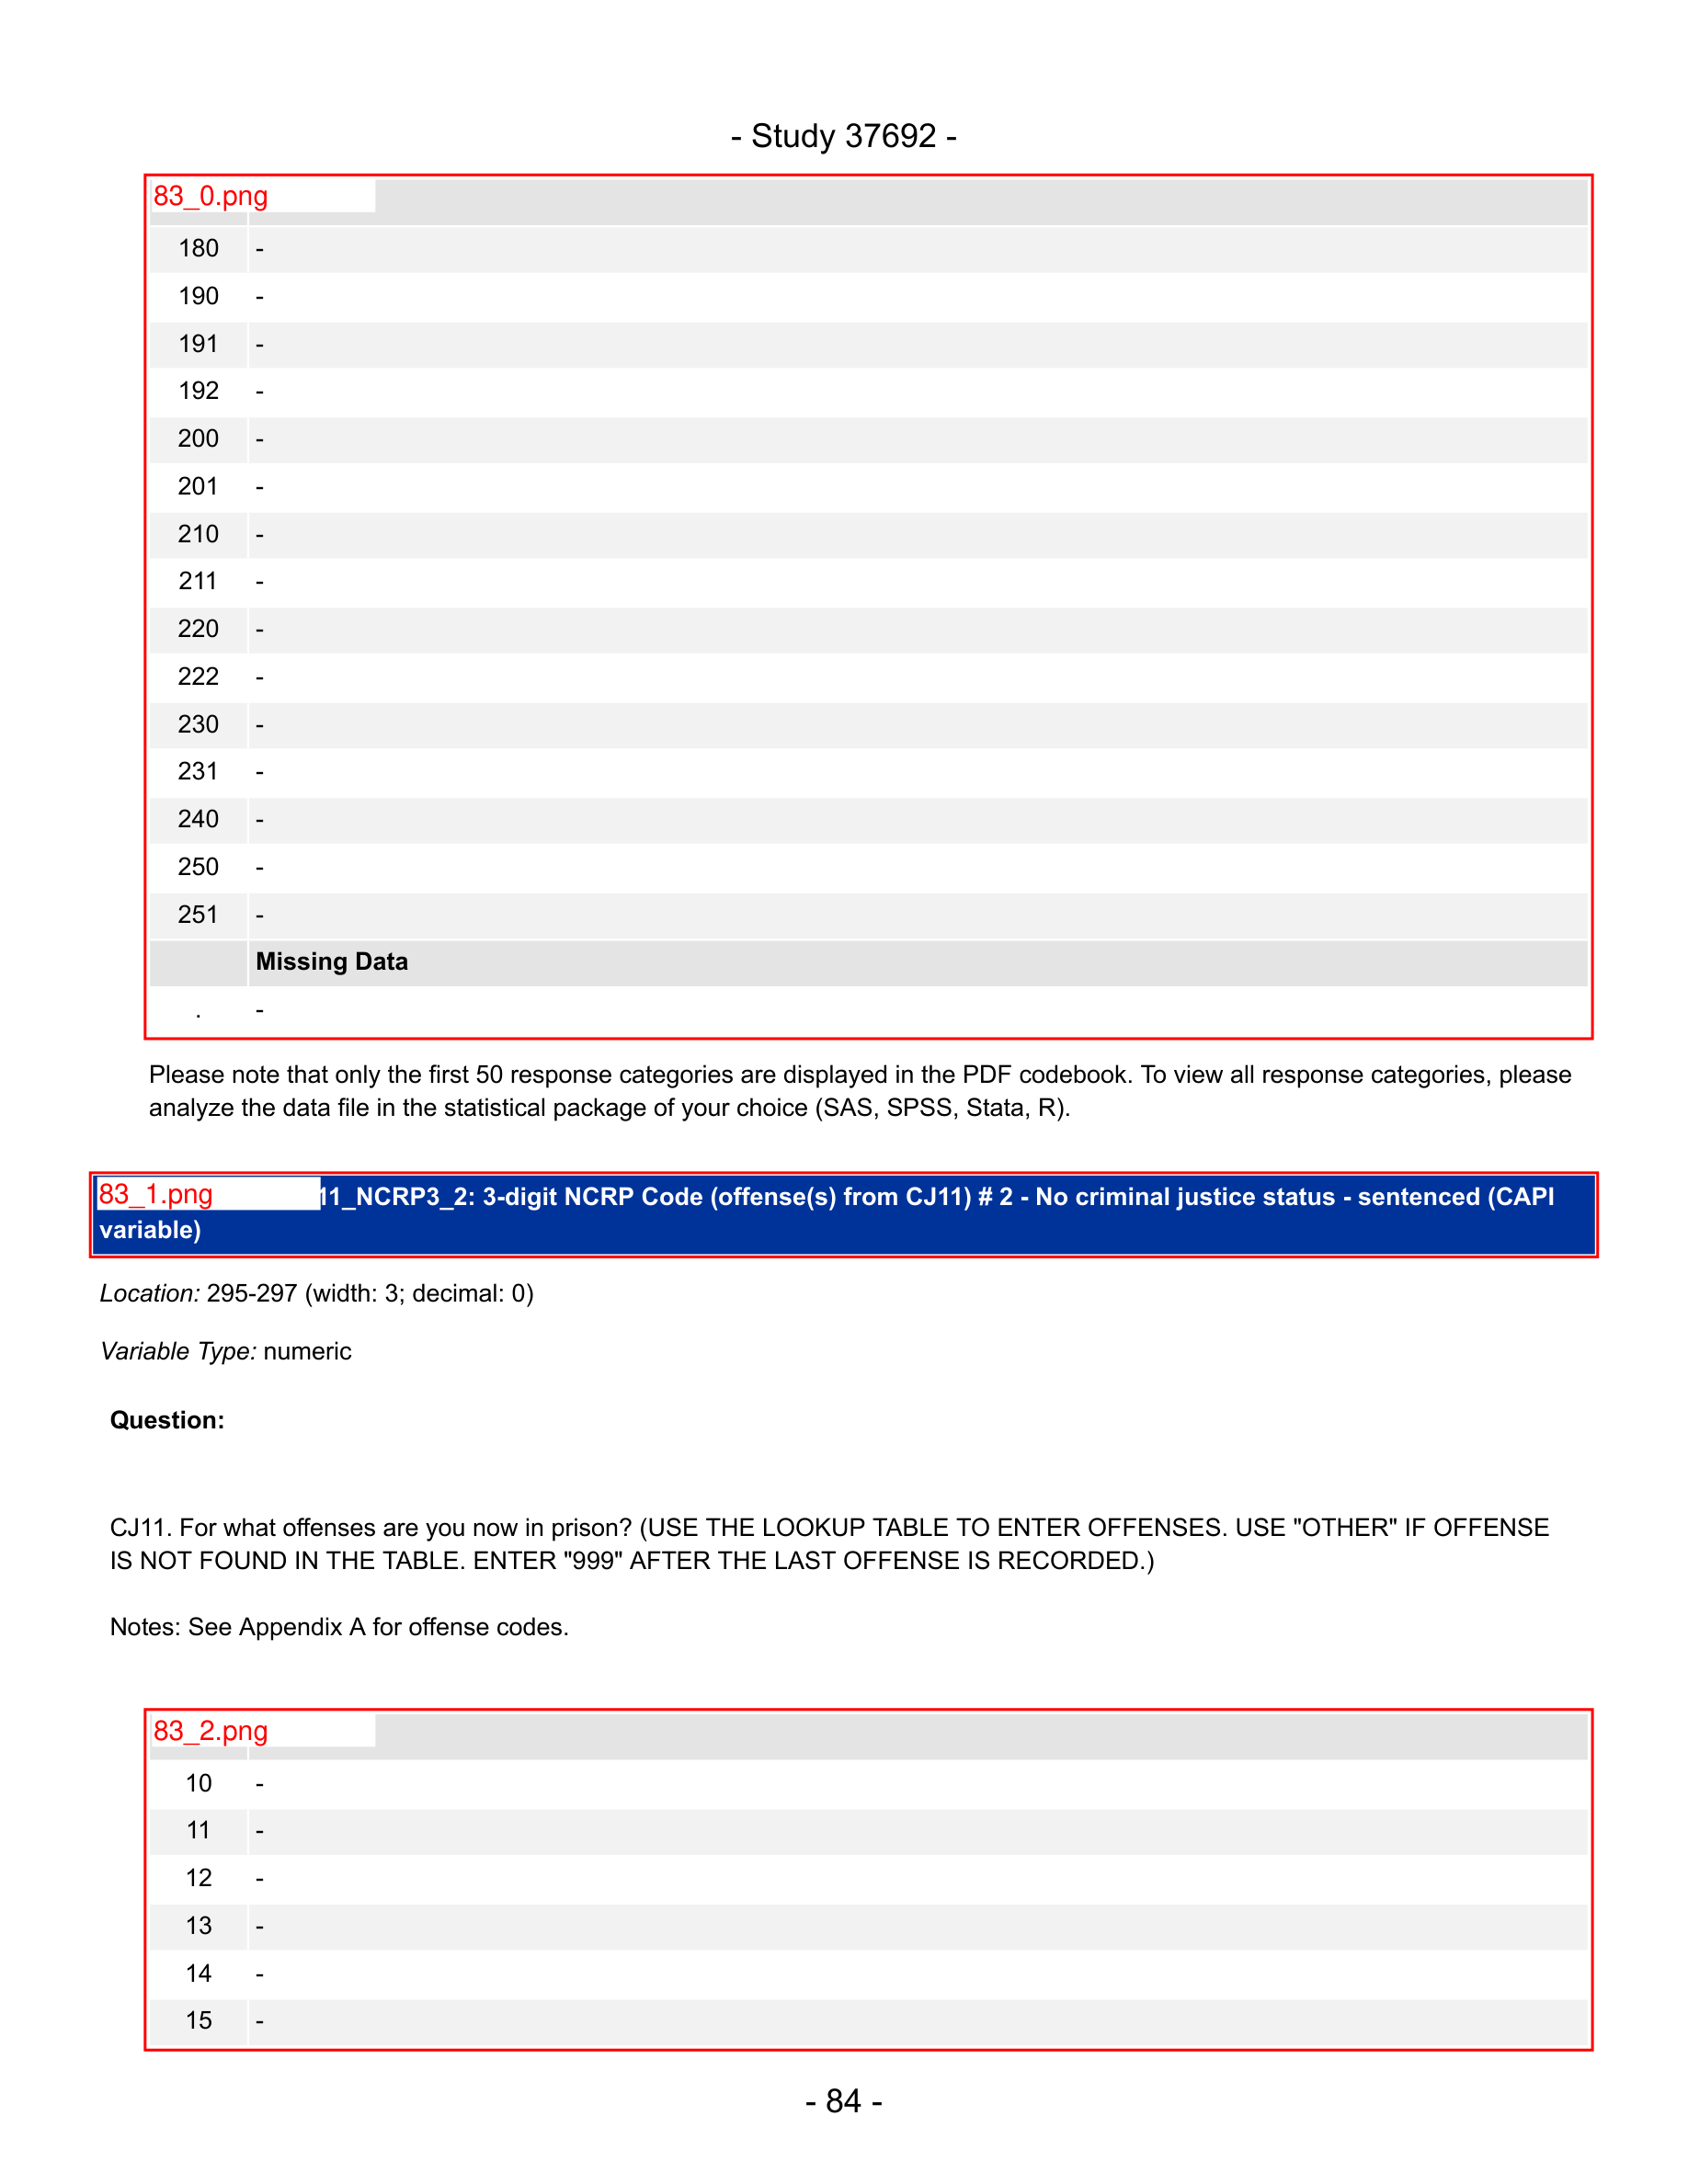 - Study 37692 -
83_0.png
180 -
190 -
191 -
192 -
200 -
201 -
210 -
211 -
220 -
222 -
230 -
231 -
240 -
250 -
251 -
Missing Data
. -
Please note that only the first 50 response categories are displayed in the PDF codebook. To view all response categories, please
analyze the data file in the statistical package of your choice (SAS, SPSS, Stata, R).
83_1.png 11_NCRP3_2: 3-digit NCRP Code (offense(s) from CJ11) # 2 - No criminal justice status - sentenced (CAPI
variable)
Location: 295-297 (width: 3; decimal: 0)
Variable Type: numeric
Question:
CJ11. For what offenses are you now in prison? (USE THE LOOKUP TABLE TO ENTER OFFENSES. USE "OTHER" IF OFFENSE
IS NOT FOUND IN THE TABLE. ENTER "999" AFTER THE LAST OFFENSE IS RECORDED.)
Notes: See Appendix A for offense codes.
83_2.png
10 -
11 -
12 -
13 -
14 -
15 -
- 84 -